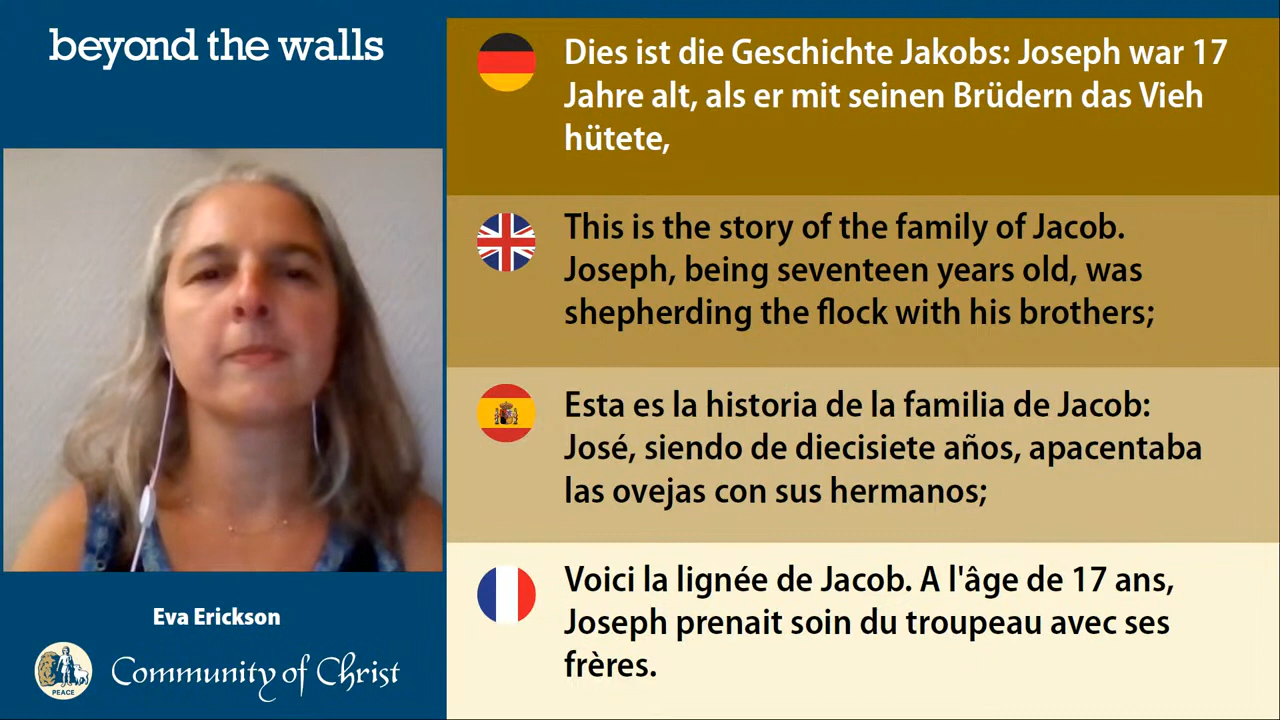 beyond the walls
Eva Erickson
PEACE
Community of Christ
Dies ist die Geschichte Jakobs: Joseph war 17
Jahre alt, als er mit seinen Brüdern das Vieh
hütete,
This is the story of the family of Jacob.
Joseph, being seventeen years old, was
shepherding the flock with his brothers;
Esta es la historia de la familia de Jacob:
José, siendo de diecisiete años, apacentaba
las ovejas con sus hermanos;
Voici la lignée de Jacob. A l'âge de 17 ans,
Joseph prenait soin du troupeau avec ses
frères.